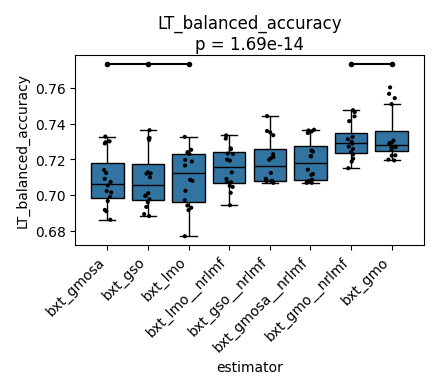 LT_balanced_accuracy
p = 1.69e-14
LT_balanced_accuracy
0.76
0.74
0.72
0.70
0.68
bxt_gmosa
bxt_gso
bxt_lmo
bxt_lmo__nrlmf
bxt_gso__nrlmf
bxt_gmosa__nrlmf
bxt_gmo__nrlmf
bxt_gmo
estimator